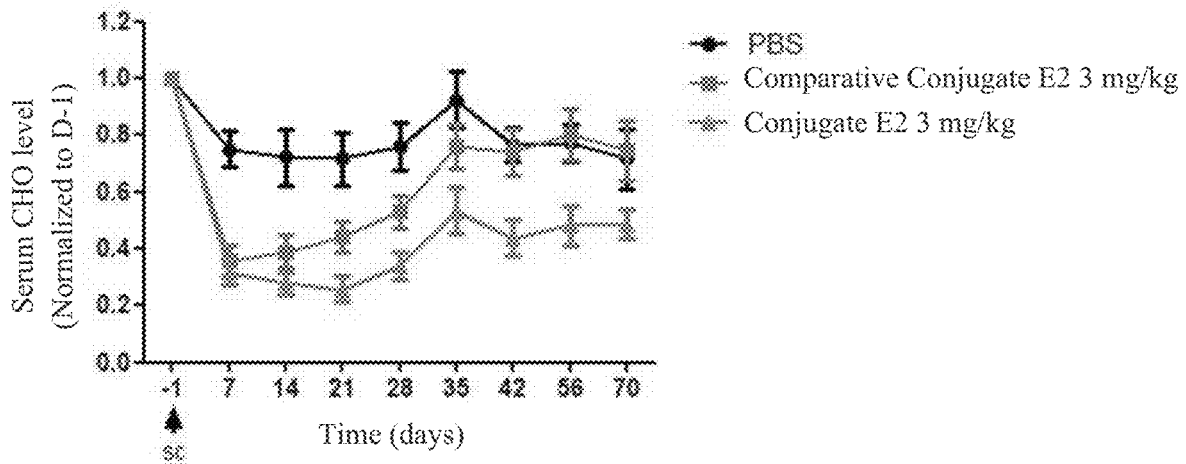 1.2
1.0
0.8
0.6
0.4
0.2
0.0
Serum CHO level
(Normalized to D-1)
-1 7 14 21 28 35 42 56 70
sc
Time (days)
PBS
Comparative Conjugate E2 3 mg/kg
Conjugate E2 3 mg/kg